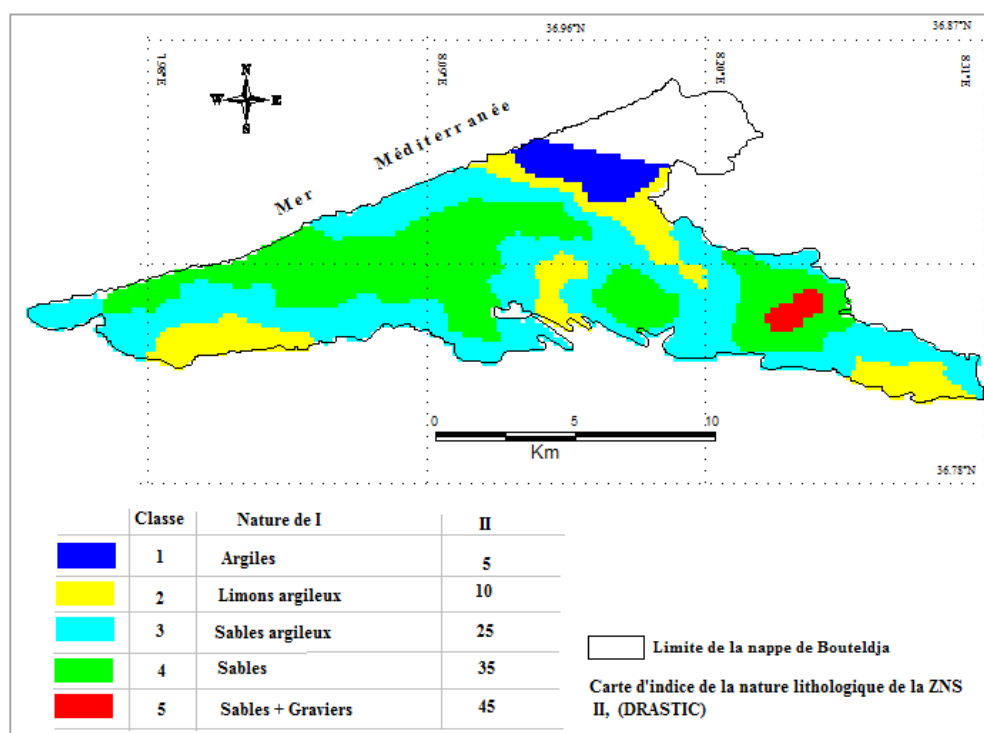 36.96°N
36.87°N
7.98°E
8.09°E
8.20°E
8.31°E
N
W E
S
Mer Méditerranée
0 5 10
Km
36.78°N
Classe Nature de I II
1 Argiles 5
2 Limons argileux 10
3 Sables argileux 25
4 Sables 35
5 Sables + Graviers 45
Limite de la nappe de Bouteldja
Carte d'indice de la nature lithologique de la ZNS
II, (DRASTIC)